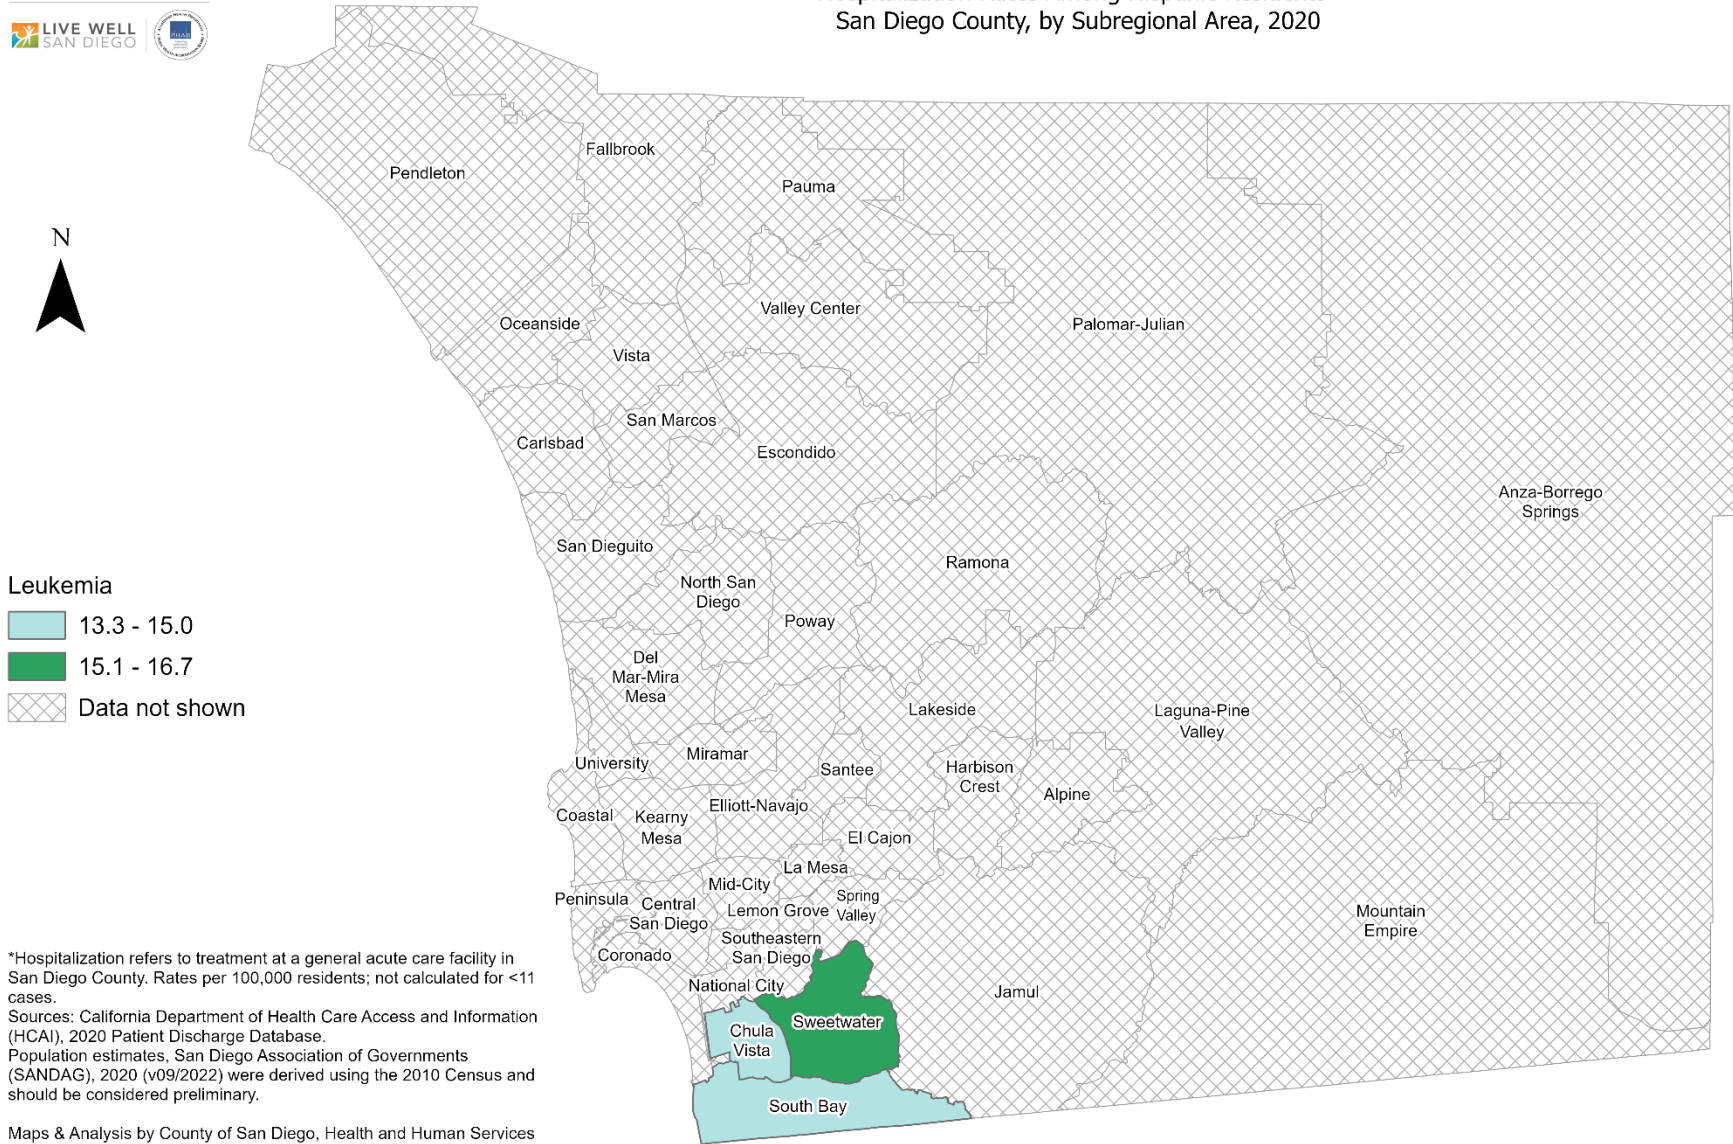 San Diego County, by Subregional Area, 2020
LIVE WELL
SAN DIEGO
PHAB
Fallbrook
Pendleton
Pauma
N
Valley Center
Oceanside
Palomar-Julian
Vista
San Marcos
Carlsbad
Escondido
Anza-Borrego
Springs
San Dieguito
Ramona
North San
Diego
Poway
Leukemia
13.3 - 15.0
15.1 - 16.7
Data not shown
Del
Mar-Mira
Mesa
Lakeside
Laguna-Pine
Valley
Miramar
University
Santee
Harbison
Crest
Alpine
Elliott-Navajo
Coastal
Kearny
Mesa
El Cajon
La Mesa
Mid-City
Peninsula
Central
San Diego
Lemon Grove
Spring
Valley
Mountain
Empire
Southeastern
San Diego
Coronado
National City
Jamul
Sweetwater
Chula
Vista
South Bay
*Hospitalization refers to treatment at a general acute care facility in
San Diego County. Rates per 100,000 residents; not calculated for <11
cases.
Sources: California Department of Health Care Access and Information
(HCAI), 2020 Patient Discharge Database.
Population estimates, San Diego Association of Governments
(SANDAG), 2020 (v09/2022) were derived using the 2010 Census and
should be considered preliminary.
Maps & Analysis by County of San Diego, Health and Human Services